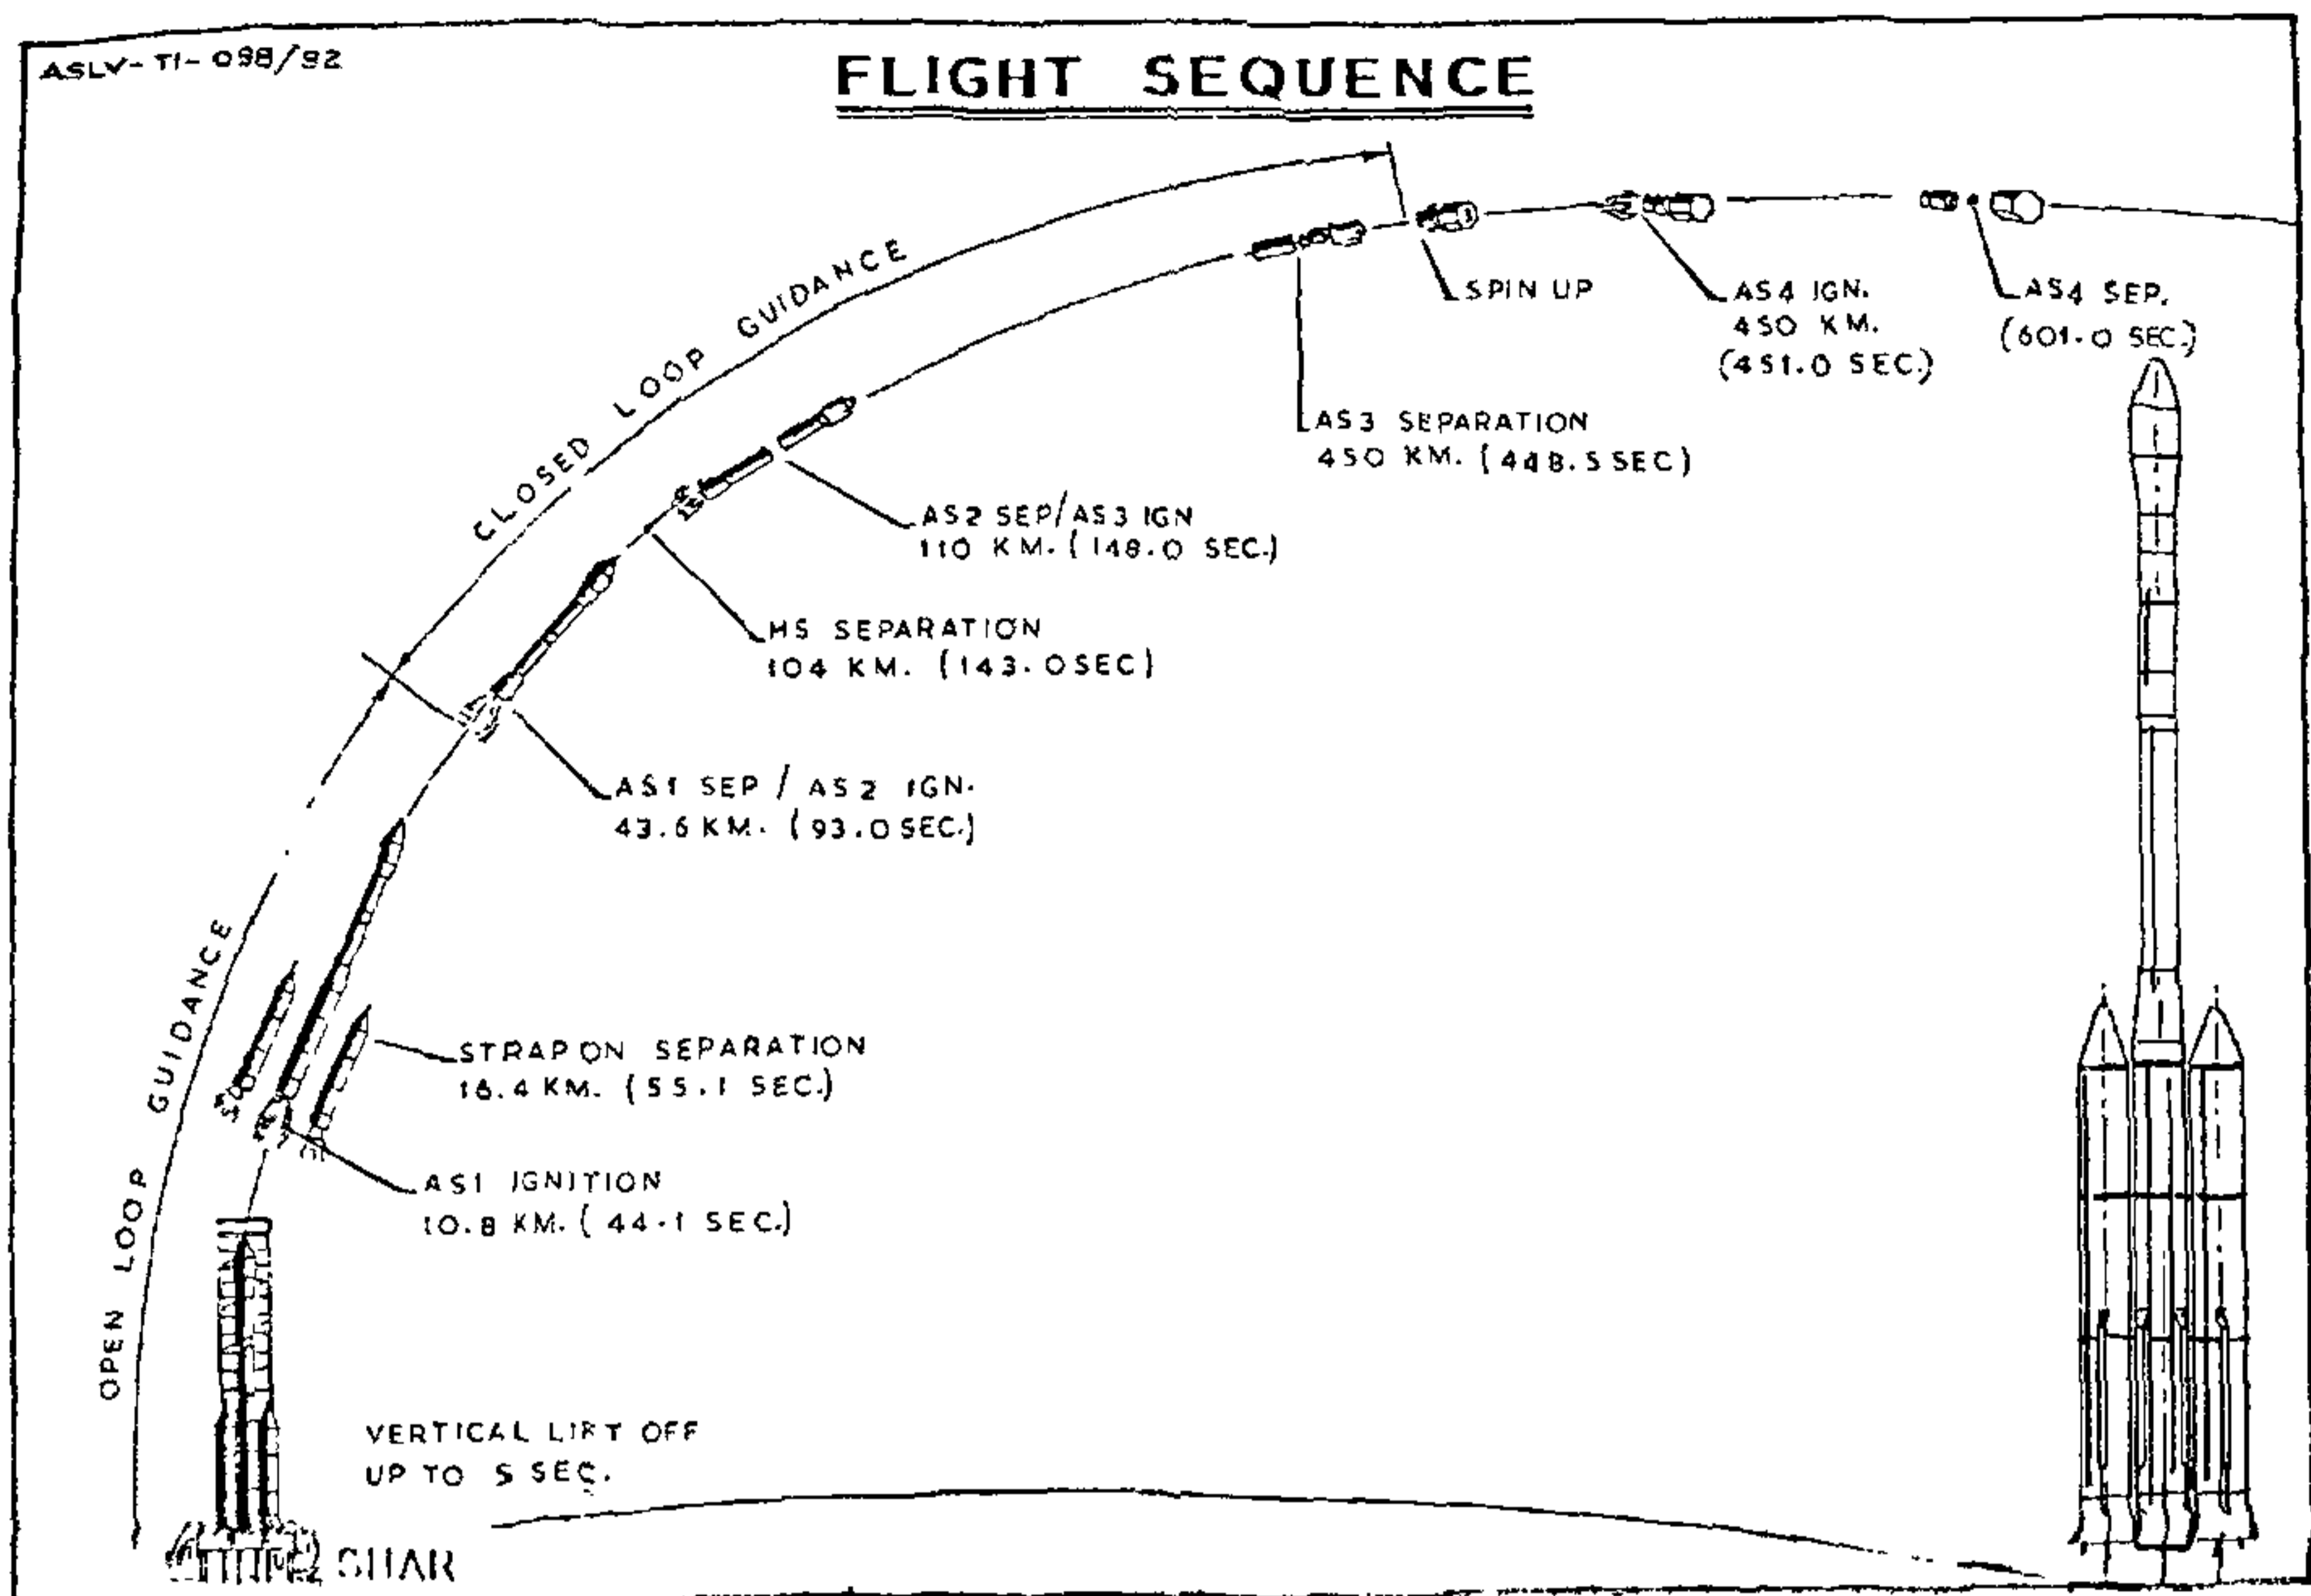 ASLV-TI-098/92
FLIGHT SEQUENCE
CLOSED LOOP GUIDANCE
SPIN UP
AS4 IGN.
450 KM.
(451.0 SEC.)
AS4 SEP.
(601.0 SEC.)
AS3 SEPARATION
450 KM. (448.5 SEC)
AS2 SEP/AS3 IGN
110 KM. (148.0 SEC.)
HS SEPARATION
104 KM. (143.0 SEC)
AS1 SEP / AS2 IGN.
43.6 KM. (93.0 SEC.)
OPEN LOOP GUIDANCE
STRAP ON SEPARATION
16.4 KM. (55.1 SEC.)
AS1 IGNITION
10.8 KM. (44.1 SEC.)
VERTICAL LIFT OFF
UP TO 5 SEC.
SHAR